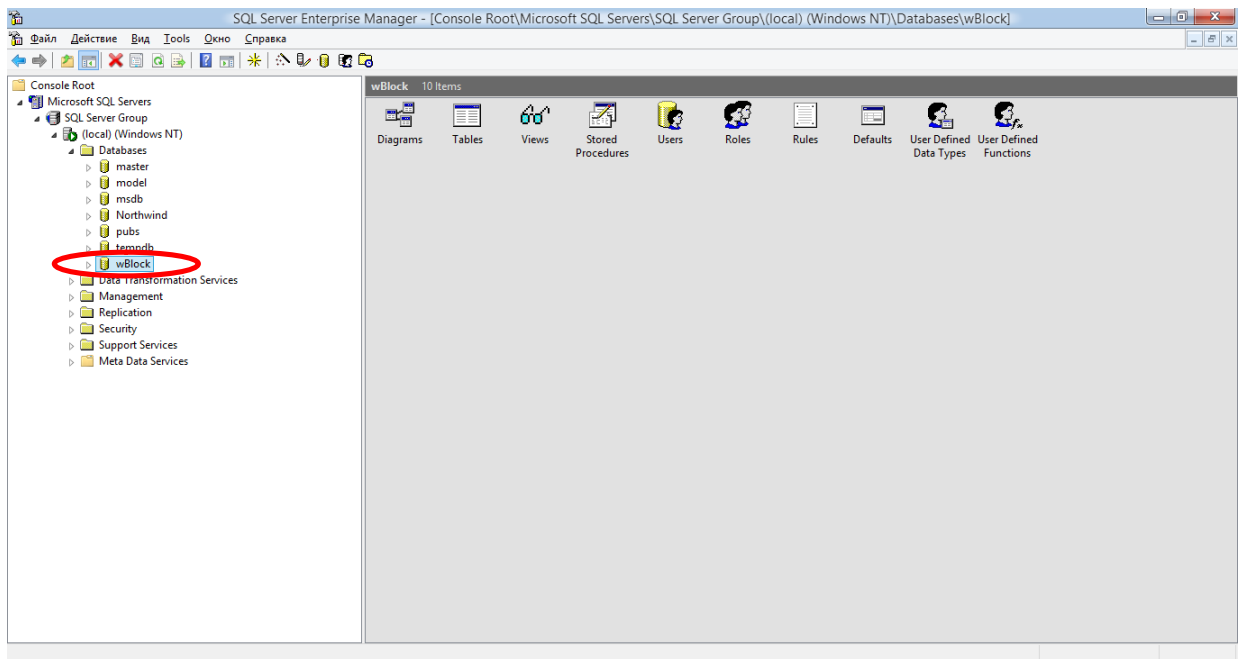 SQL Server Enterprise Manager - [Console Root\Microsoft SQL Servers\SQL Server Group\(local) (Windows NT)\Databases\wBlock]
Файл Действие Вид Tools Окно Справка
Console Root
Microsoft SQL Servers
SQL Server Group
(local) (Windows NT)
Databases
master
model
msdb
Northwind
pubs
tempdb
wBlock
Data Transformation Services
Management
Replication
Security
Support Services
Meta Data Services
wBlock 10 Items
Diagrams
Tables
Views
Stored
Procedures
Users
Roles
Rules
Defaults
User Defined
Data Types
User Defined
Functions